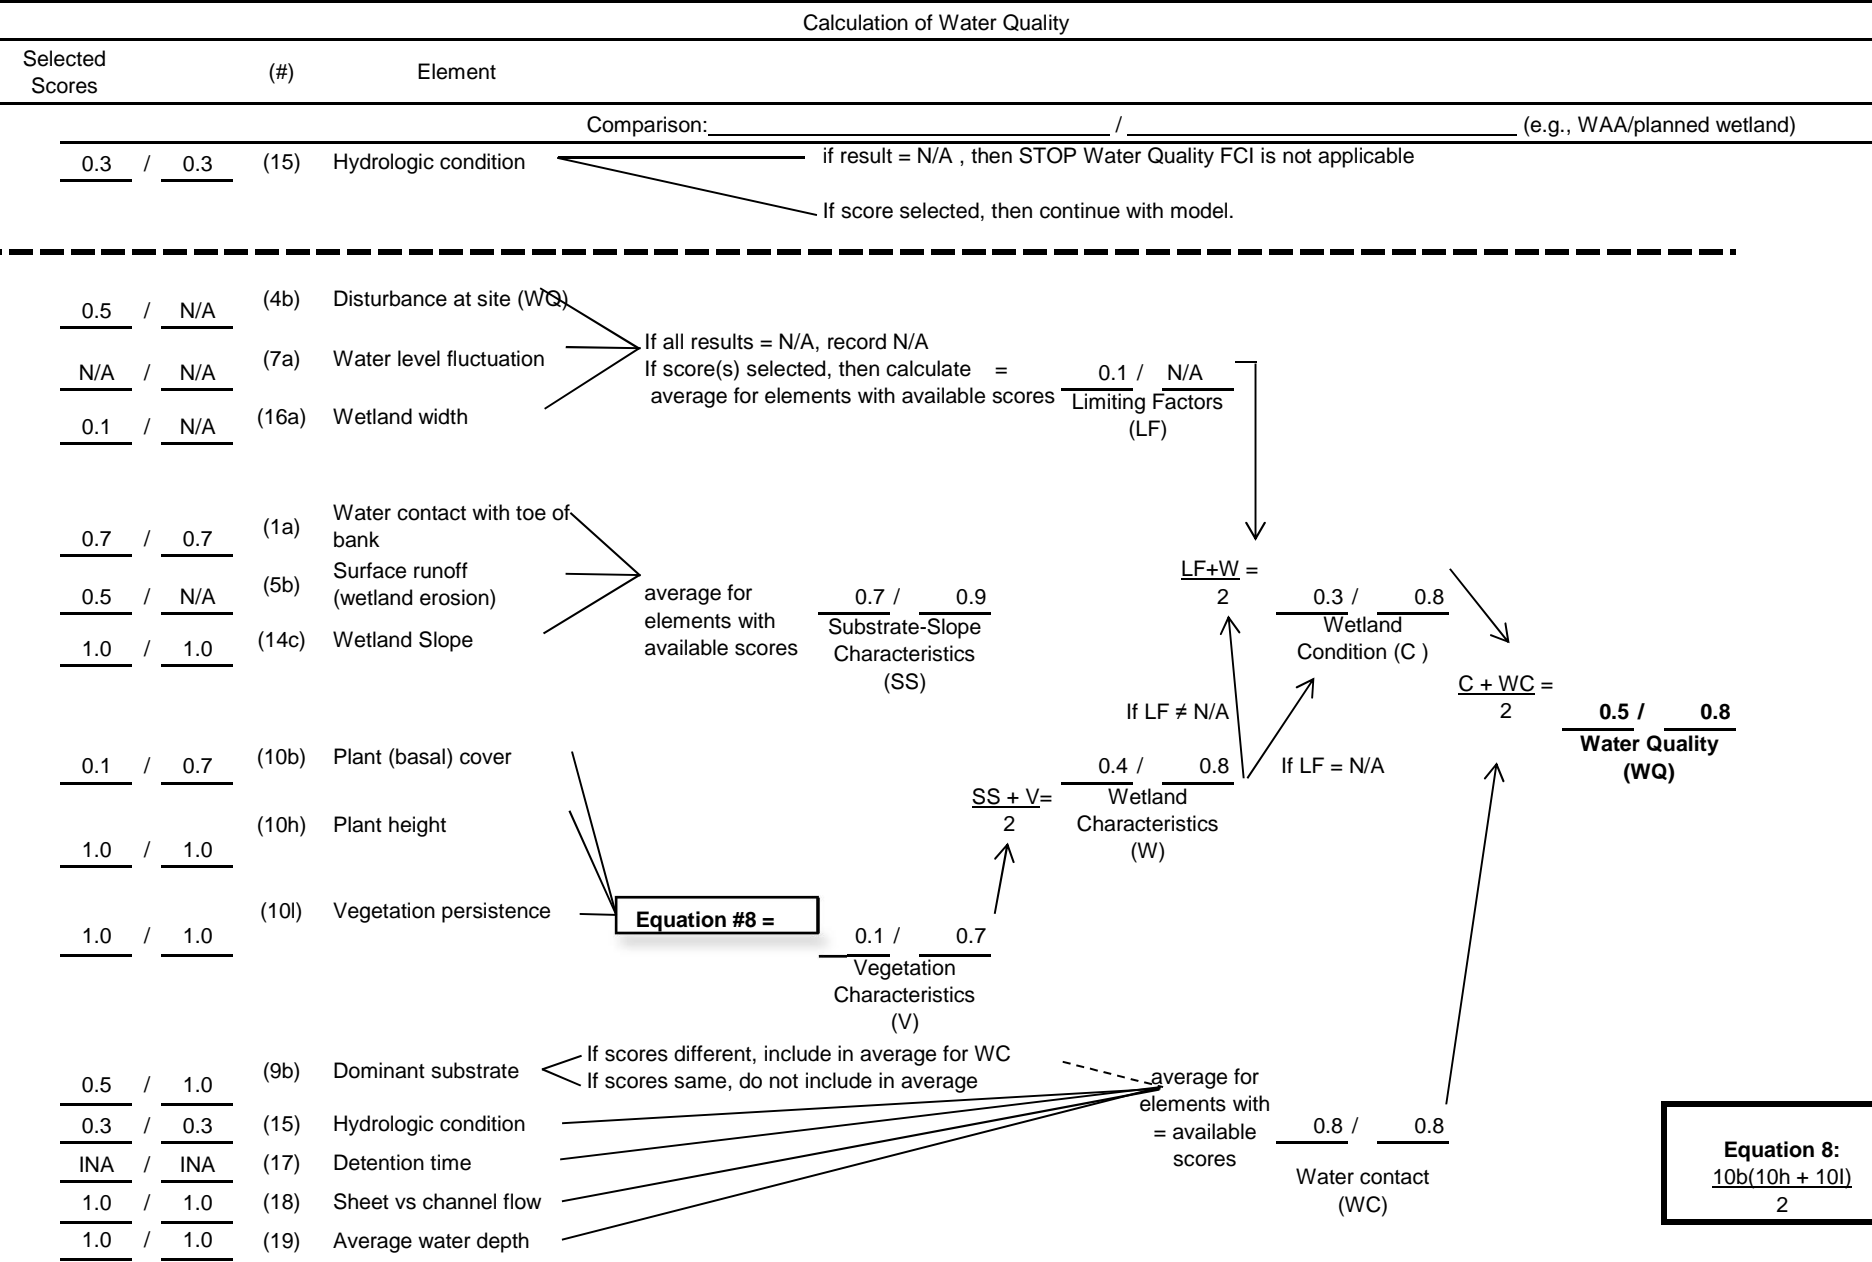 Calculation of Water Quality
Selected
Scores
(#)
Element
Comparison: / (e.g., WAA/planned wetland)
0.3 / 0.3 (15) Hydrologic condition
if result = N/A , then STOP Water Quality FCI is not applicable
If score selected, then continue with model.
0.5 / N/A (4b) Disturbance at site (WQ)
N/A / N/A (7a) Water level fluctuation
0.1 / N/A (16a) Wetland width
If all results = N/A, record N/A
If score(s) selected, then calculate =
average for elements with available scores
0.1 / N/A
Limiting Factors
(LF)
0.7 / 0.7 (1a) Water contact with toe of
bank
0.5 / N/A (5b) Surface runoff
(wetland erosion)
1.0 / 1.0 (14c) Wetland Slope
average for
elements with
available scores
0.7 / 0.9
Substrate-Slope
Characteristics
(SS)
LF+W =
2
0.3 / 0.8
Wetland
Condition (C )
C + WC =
2
0.5 / 0.8
Water Quality
(WQ)
If LF ≠ N/A
If LF = N/A
0.1 / 0.7 (10b) Plant (basal) cover
1.0 / 1.0 (10h) Plant height
1.0 / 1.0 (10l) Vegetation persistence
SS + V=
2
0.4 / 0.8
Wetland
Characteristics
(W)
Equation #8 =
0.1 / 0.7
Vegetation
Characteristics
(V)
0.5 / 1.0 (9b) Dominant substrate
If scores different, include in average for WC
If scores same, do not include in average
0.3 / 0.3 (15) Hydrologic condition
INA / INA (17) Detention time
1.0 / 1.0 (18) Sheet vs channel flow
1.0 / 1.0 (19) Average water depth
average for
elements with
= available
scores
0.8 / 0.8
Water contact
(WC)
Equation 8:
10b(10h + 10l)
2